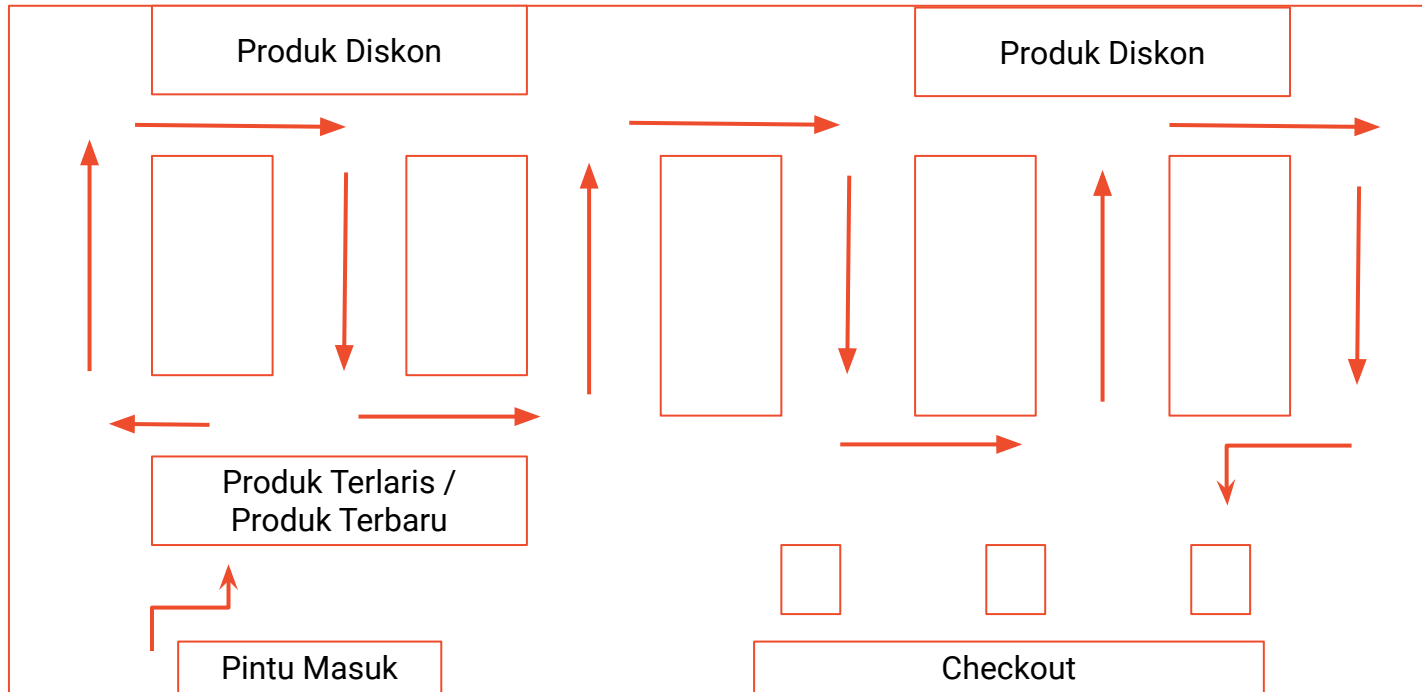 Produk Diskon
Produk Diskon
Produk Terlaris /
Produk Terbaru
Pintu Masuk
Checkout